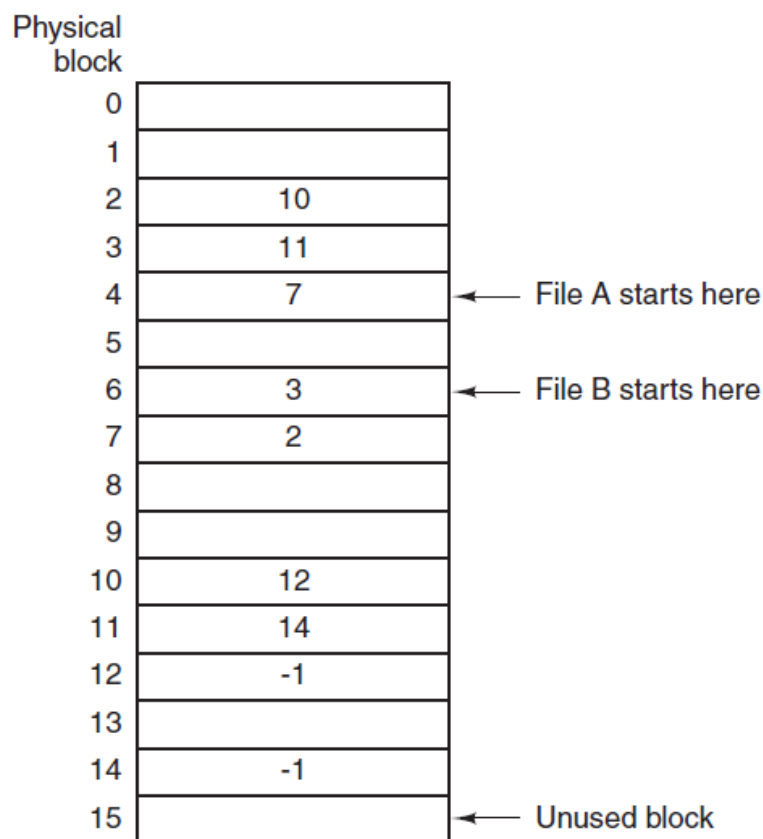 Physical
block
0
1
2 10
3 11
4 7 File A starts here
5
6 3 File B starts here
7 2
8
9
10 12
11 14
12 -1
13
14 -1
15 Unused block